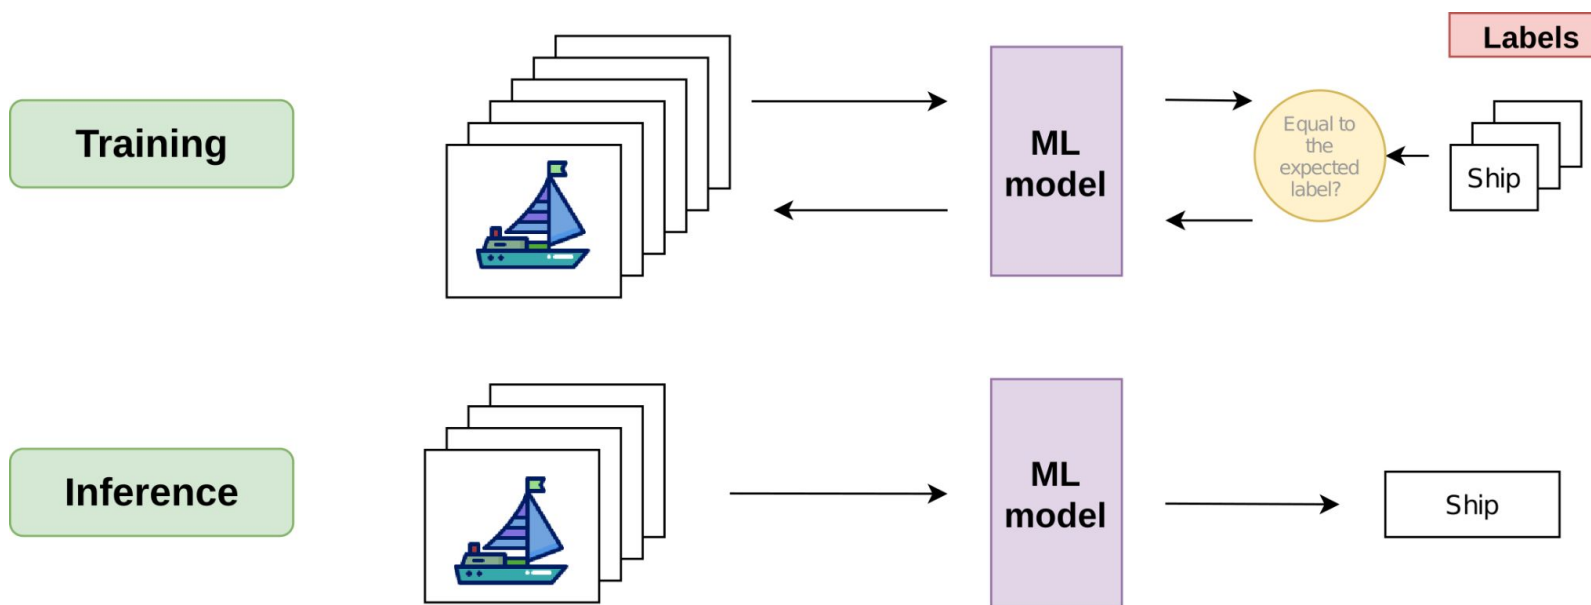 Labels
Training
ML
model
Equal to
the
expected
label?
Ship
Inference
ML
model
Ship